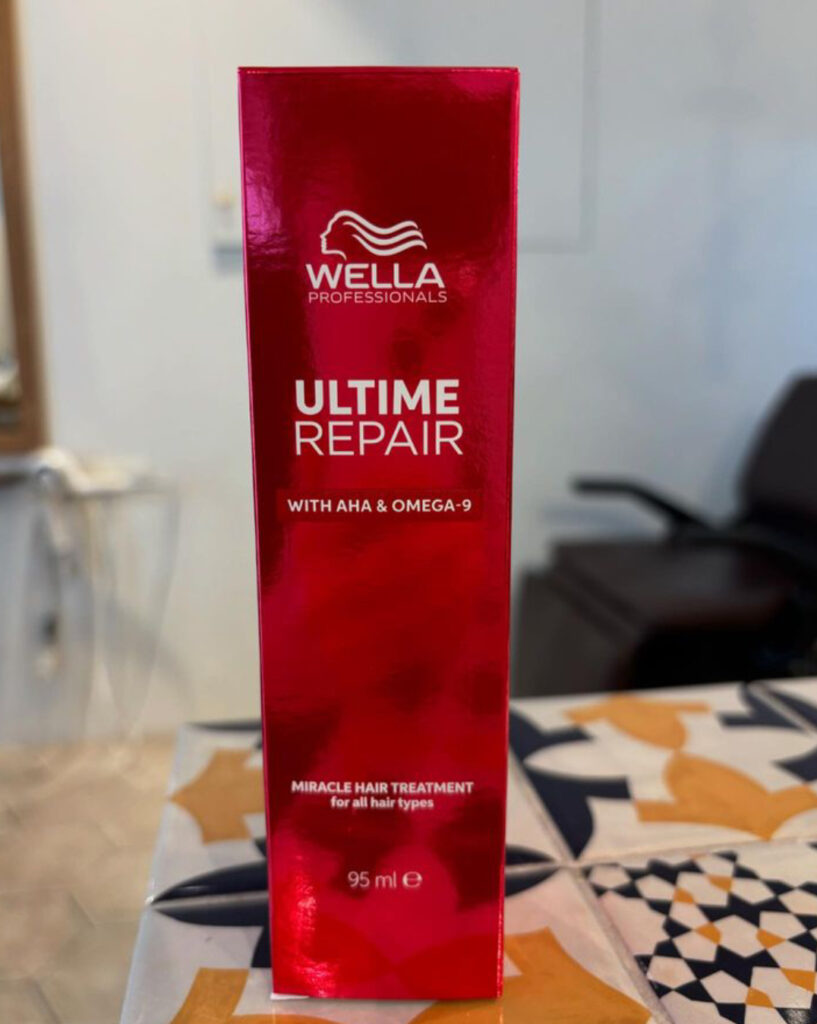 WELLA
PROFESSIONALS
ULTIME
REPAIR
WITH AHA & OMEGA-9
MIRACLE HAIR TREATMENT
for all hair types
95 ml ℮